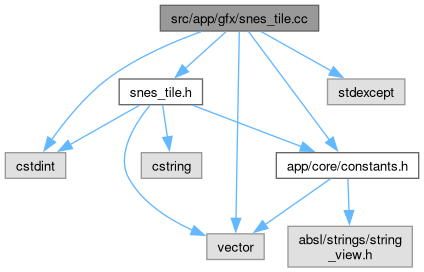 src/app/gfx/snes_tile.cc
snes_tile.h
stdexcept
cstdint
cstring
app/core/constants.h
vector
absl/strings/string
_view.h